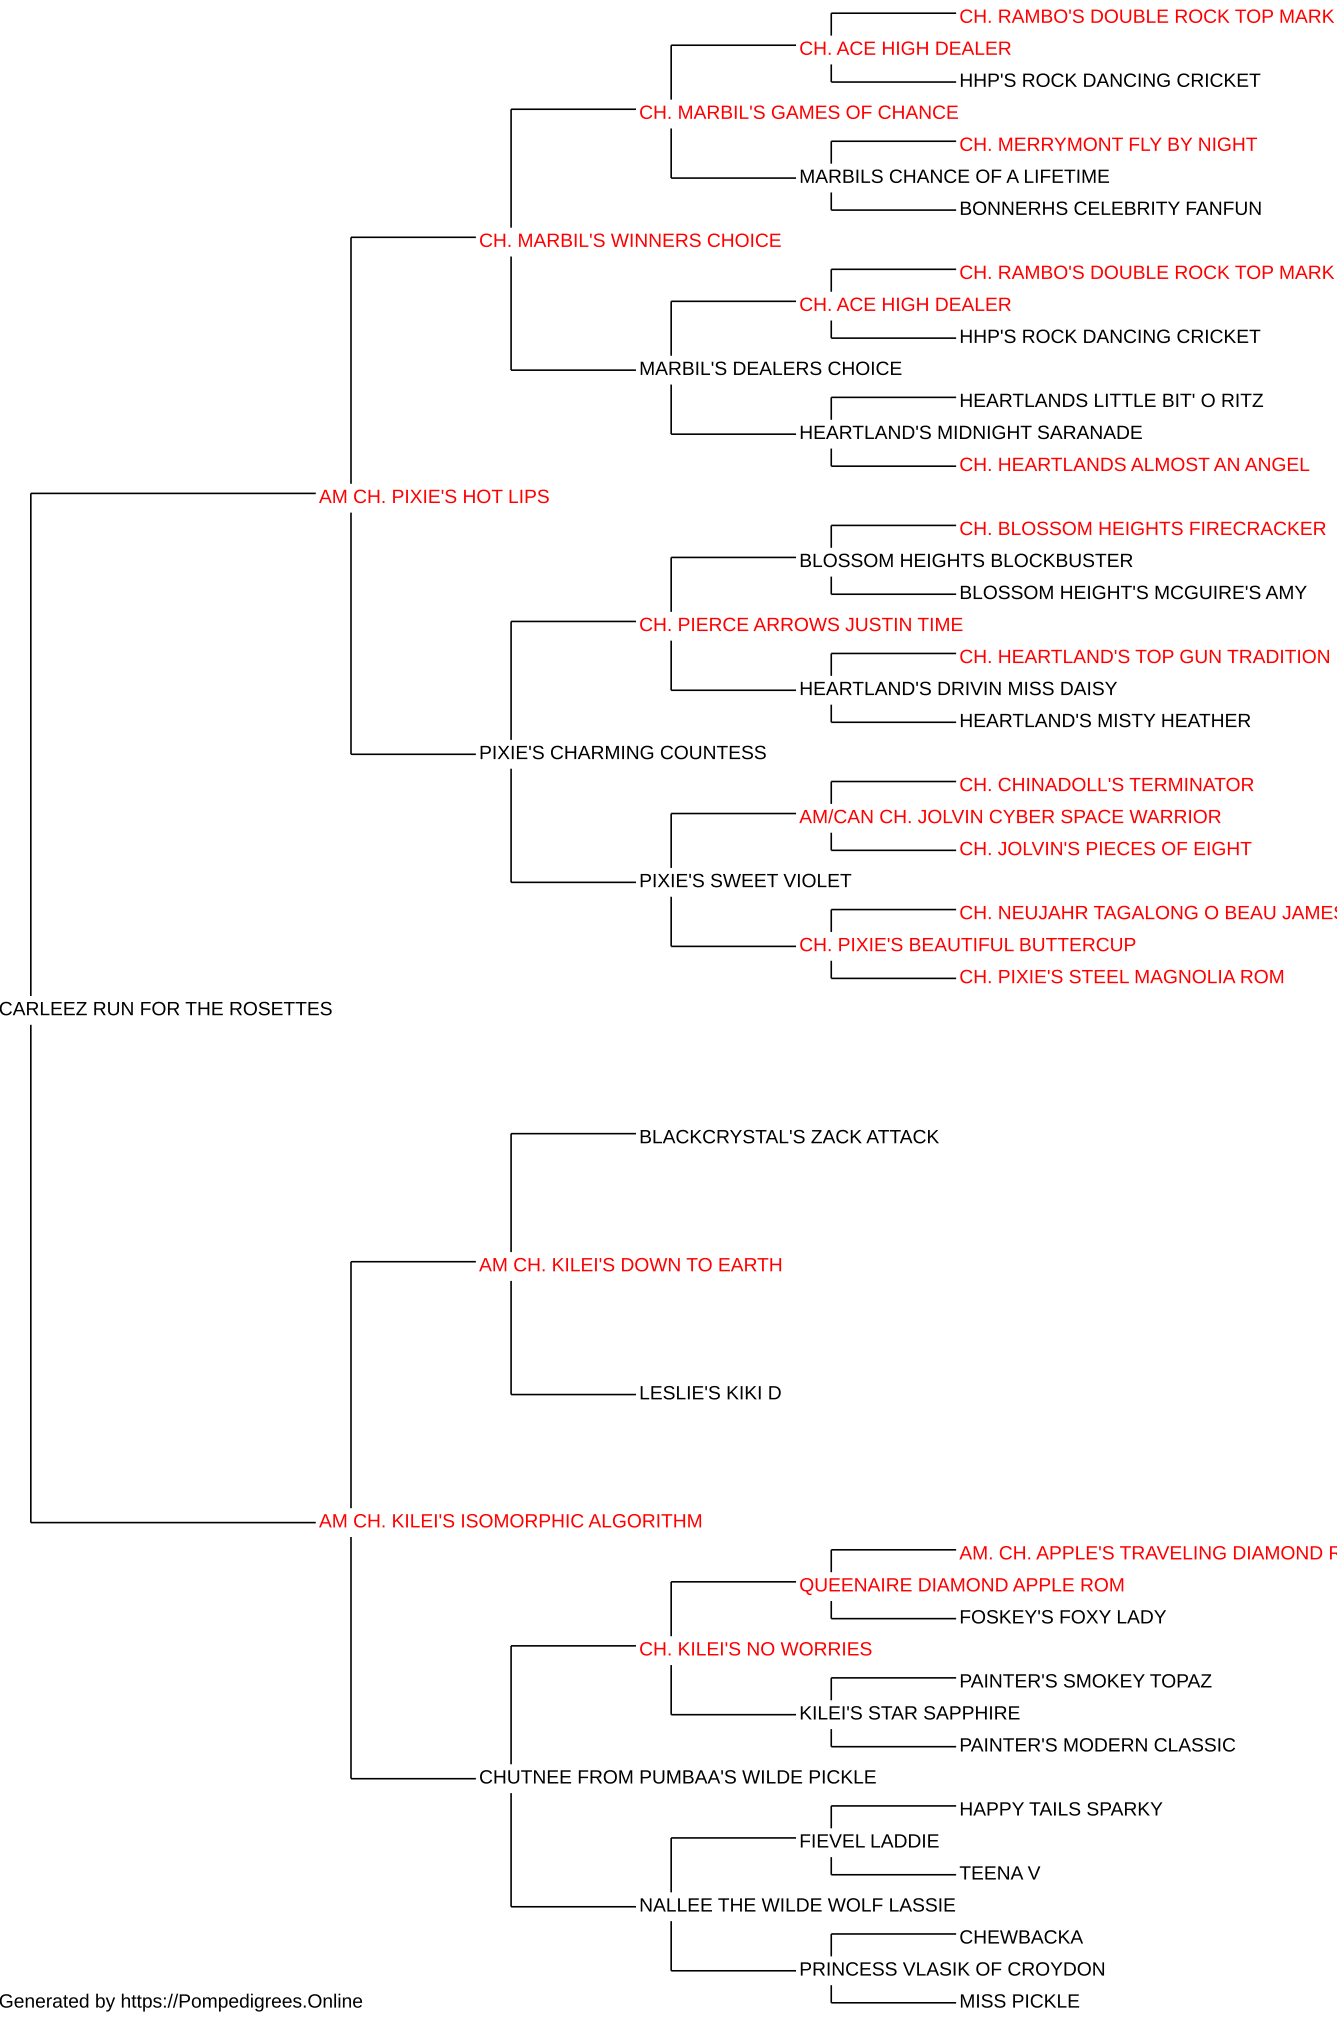 CH. RAMBO'S DOUBLE ROCK TOP MARK
CH. ACE HIGH DEALER
HHP'S ROCK DANCING CRICKET
CH. MARBIL'S GAMES OF CHANCE
CH. MERRYMONT FLY BY NIGHT
MARBILS CHANCE OF A LIFETIME
BONNERHS CELEBRITY FANFUN
CH. MARBIL'S WINNERS CHOICE
CH. RAMBO'S DOUBLE ROCK TOP MARK
CH. ACE HIGH DEALER
HHP'S ROCK DANCING CRICKET
MARBIL'S DEALERS CHOICE
HEARTLANDS LITTLE BIT' O RITZ
HEARTLAND'S MIDNIGHT SARANADE
CH. HEARTLANDS ALMOST AN ANGEL
AM CH. PIXIE'S HOT LIPS
CH. BLOSSOM HEIGHTS FIRECRACKER
BLOSSOM HEIGHTS BLOCKBUSTER
BLOSSOM HEIGHT'S MCGUIRE'S AMY
CH. PIERCE ARROWS JUSTIN TIME
CH. HEARTLAND'S TOP GUN TRADITION
HEARTLAND'S DRIVIN MISS DAISY
HEARTLAND'S MISTY HEATHER
PIXIE'S CHARMING COUNTESS
CH. CHINADOLL'S TERMINATOR
AM/CAN CH. JOLVIN CYBER SPACE WARRIOR
CH. JOLVIN'S PIECES OF EIGHT
PIXIE'S SWEET VIOLET
CH. NEUJAHR TAGALONG O BEAU JAMES
CH. PIXIE'S BEAUTIFUL BUTTERCUP
CH. PIXIE'S STEEL MAGNOLIA ROM
CARLEEZ RUN FOR THE ROSETTES
BLACKCRYSTAL'S ZACK ATTACK
AM CH. KILEI'S DOWN TO EARTH
LESLIE'S KIKI D
AM CH. KILEI'S ISOMORPHIC ALGORITHM
AM. CH. APPLE'S TRAVELING DIAMOND
QUEENAIRE DIAMOND APPLE ROM
FOSKEY'S FOXY LADY
CH. KILEI'S NO WORRIES
PAINTER'S SMOKEY TOPAZ
KILEI'S STAR SAPPHIRE
PAINTER'S MODERN CLASSIC
CHUTNEE FROM PUMBAA'S WILDE PICKLE
HAPPY TAILS SPARKY
FIEVEL LADDIE
TEENA V
NALLEE THE WILDE WOLF LASSIE
CHEWBACKA
PRINCESS VLASIK OF CROYDON
MISS PICKLE
Generated by https://Pompedigrees.Online